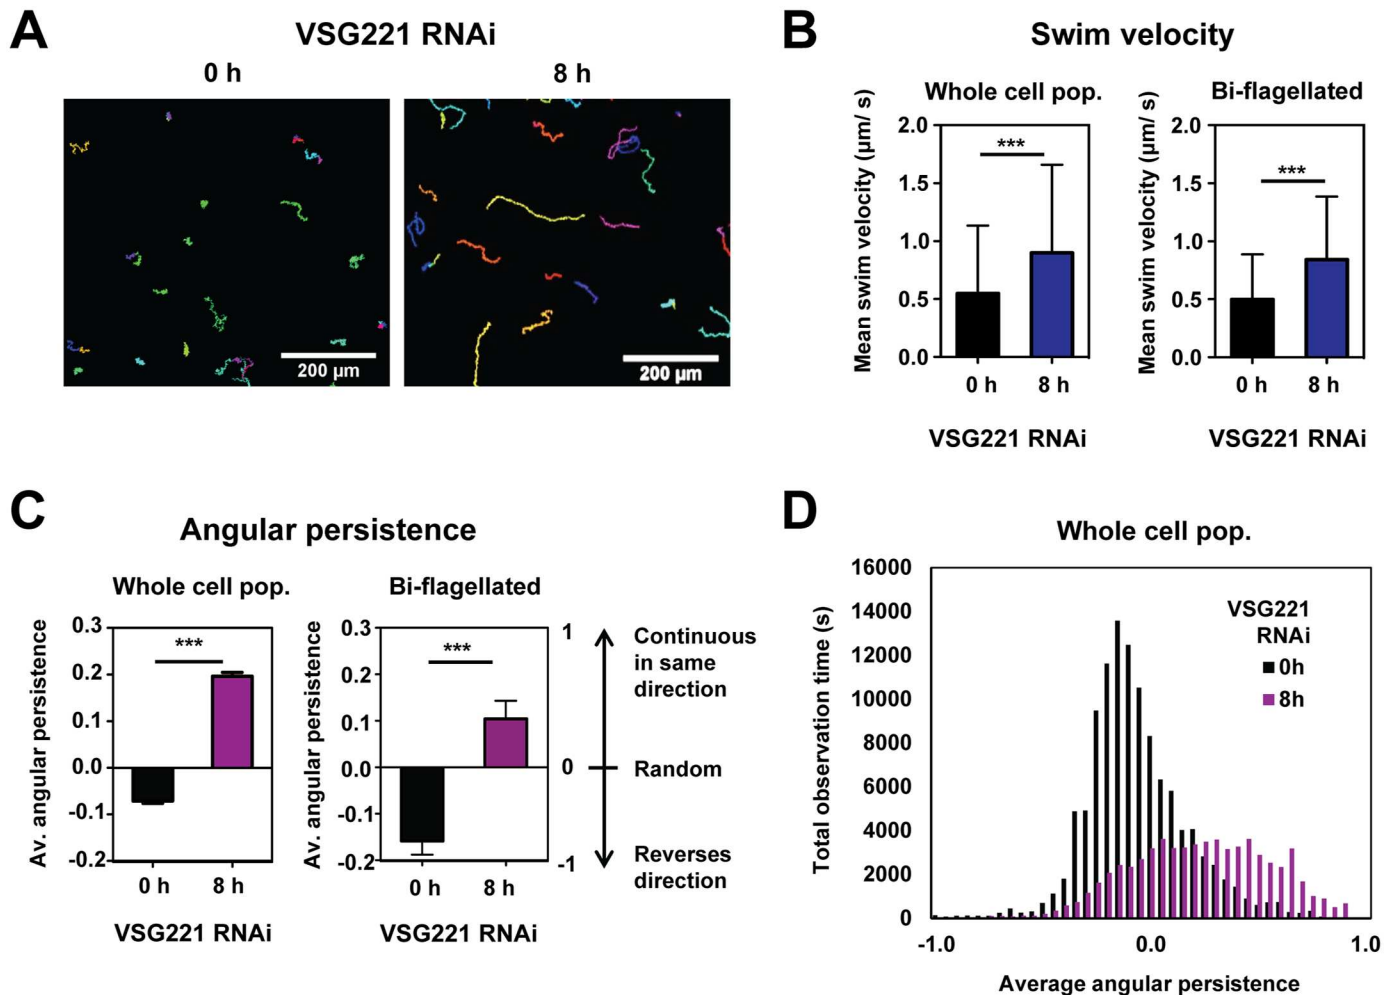 A
VSG221 RNAi
0 h
8 h
200 µm
200 µm
B
Swim velocity
Whole cell pop.
Bi-flagellated
Mean swim velocity (µm/ s)
2.0
1.5
1.0
0.5
0.0
***
0 h
8 h
VSG221 RNAi
Mean swim velocity (µm/ s)
2.0
1.5
1.0
0.5
0.0
***
0 h
8 h
VSG221 RNAi
C
Angular persistence
Whole cell pop.
Bi-flagellated
Av. angular persistence
0.3
0.2
0.1
0.0
-0.1
-0.2
***
0 h
8 h
VSG221 RNAi
Av. angular persistence
0.3
0.2
0.1
0.0
-0.1
-0.2
***
0 h
8 h
VSG221 RNAi
1
0
-1
Continuous
in same
direction
Random
Reverses
direction
D
Whole cell pop.
Total observation time (s)
16000
14000
12000
10000
8000
6000
4000
2000
0
VSG221
RNAi
0h
8h
-1.0
0.0
1.0
Average angular persistence